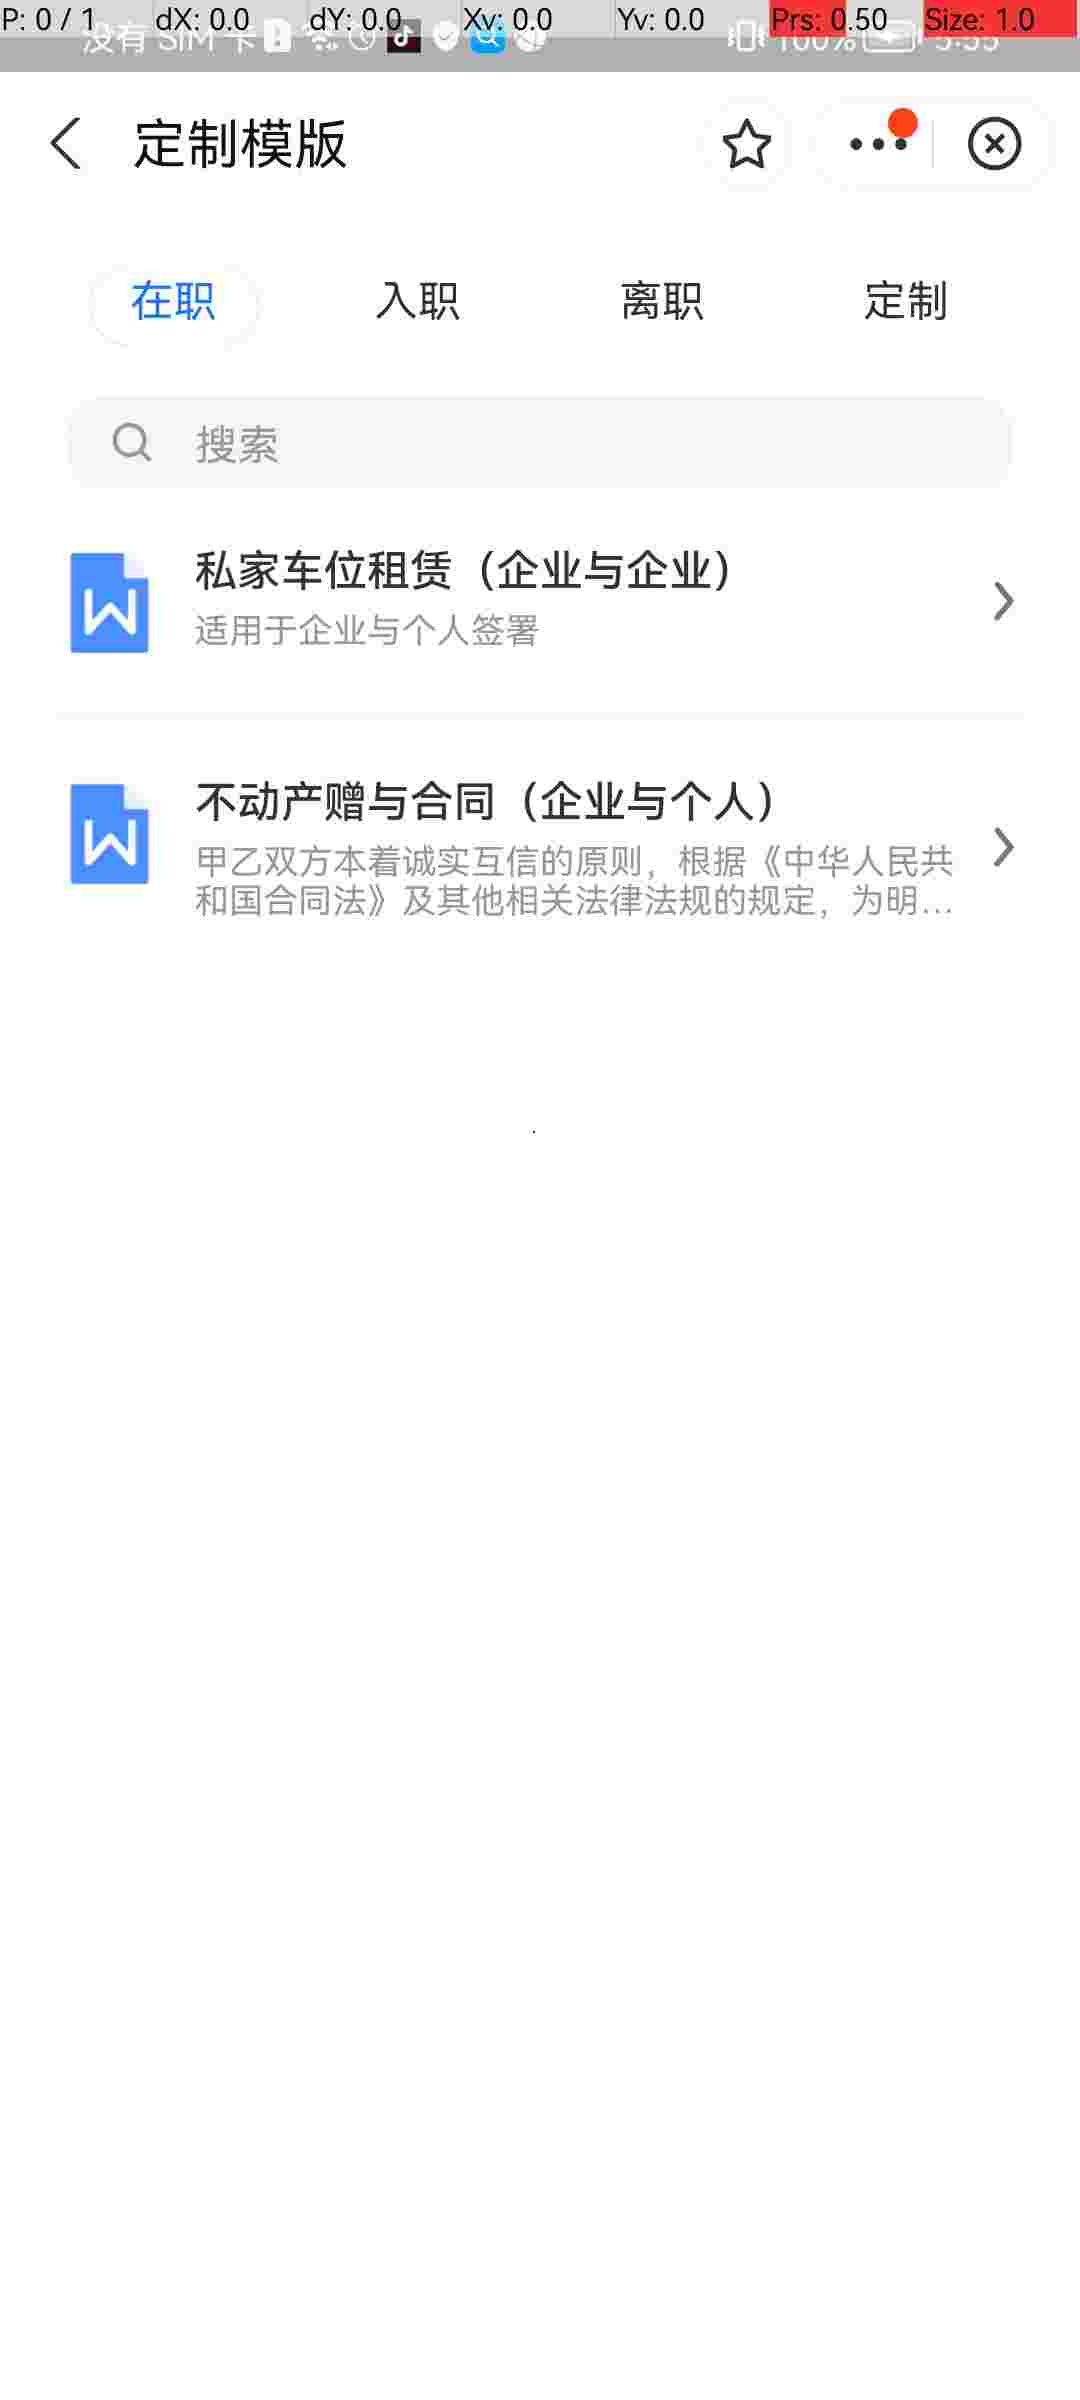 P: 0 / 1 dX: 0.0 dY: 0.0 Xv: 0.0 Yv: 0.0 Prs: 0.50 Size: 1.0
没有 SIM 卡 100% 5:35
定制模版
在职 入职 离职 定制
搜索
私家车位租赁（企业与企业）
适用于企业与个人签署
不动产赠与合同（企业与个人）
甲乙双方本着诚实互信的原则，根据《中华人民共
和国合同法》及其他相关法律法规的规定，为明...